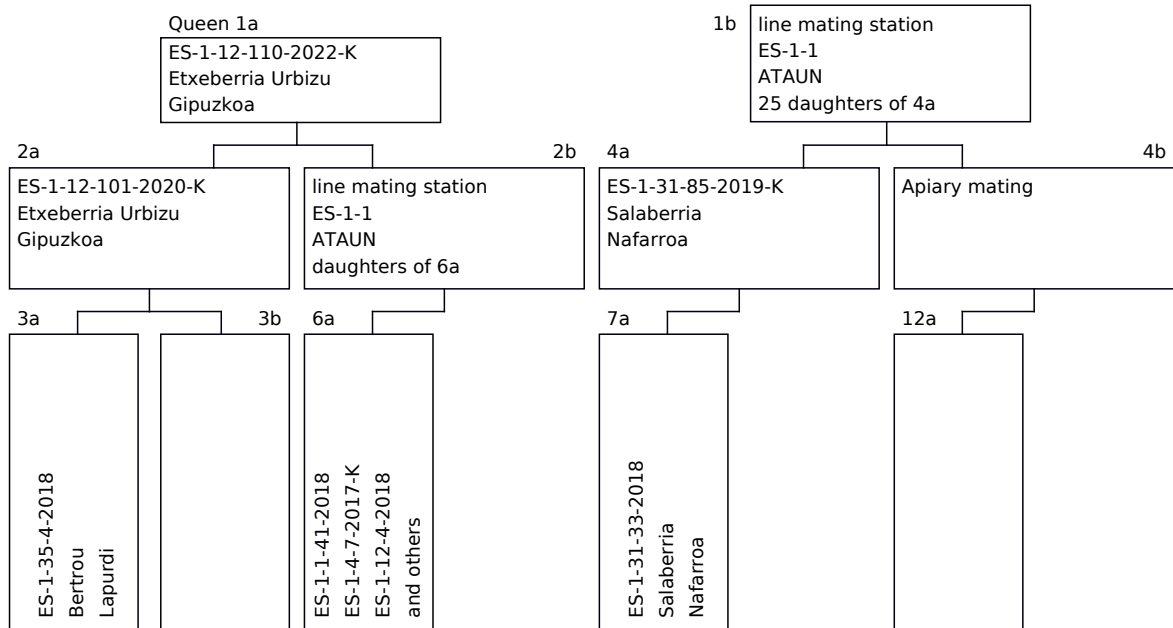 Queen 1a
ES-1-12-110-2022-K
Etxeberria Urbizu
Gipuzkoa
1b
line mating station
ES-1-1
ATAUN
25 daughters of 4a
2a
ES-1-12-101-2020-K
Etxeberria Urbizu
Gipuzkoa
2b
line mating station
ES-1-1
ATAUN
daughters of 6a
4a
ES-1-31-85-2019-K
Salaberria
Nafarroa
4b
Apiary mating
3a
ES-1-35-4-2018
Bertrou
Lapurdi
3b
6a
ES-1-1-41-2018
ES-1-4-7-2017-K
ES-1-12-4-2018
and others
7a
ES-1-31-33-2018
Salaberria
Nafarroa
12a